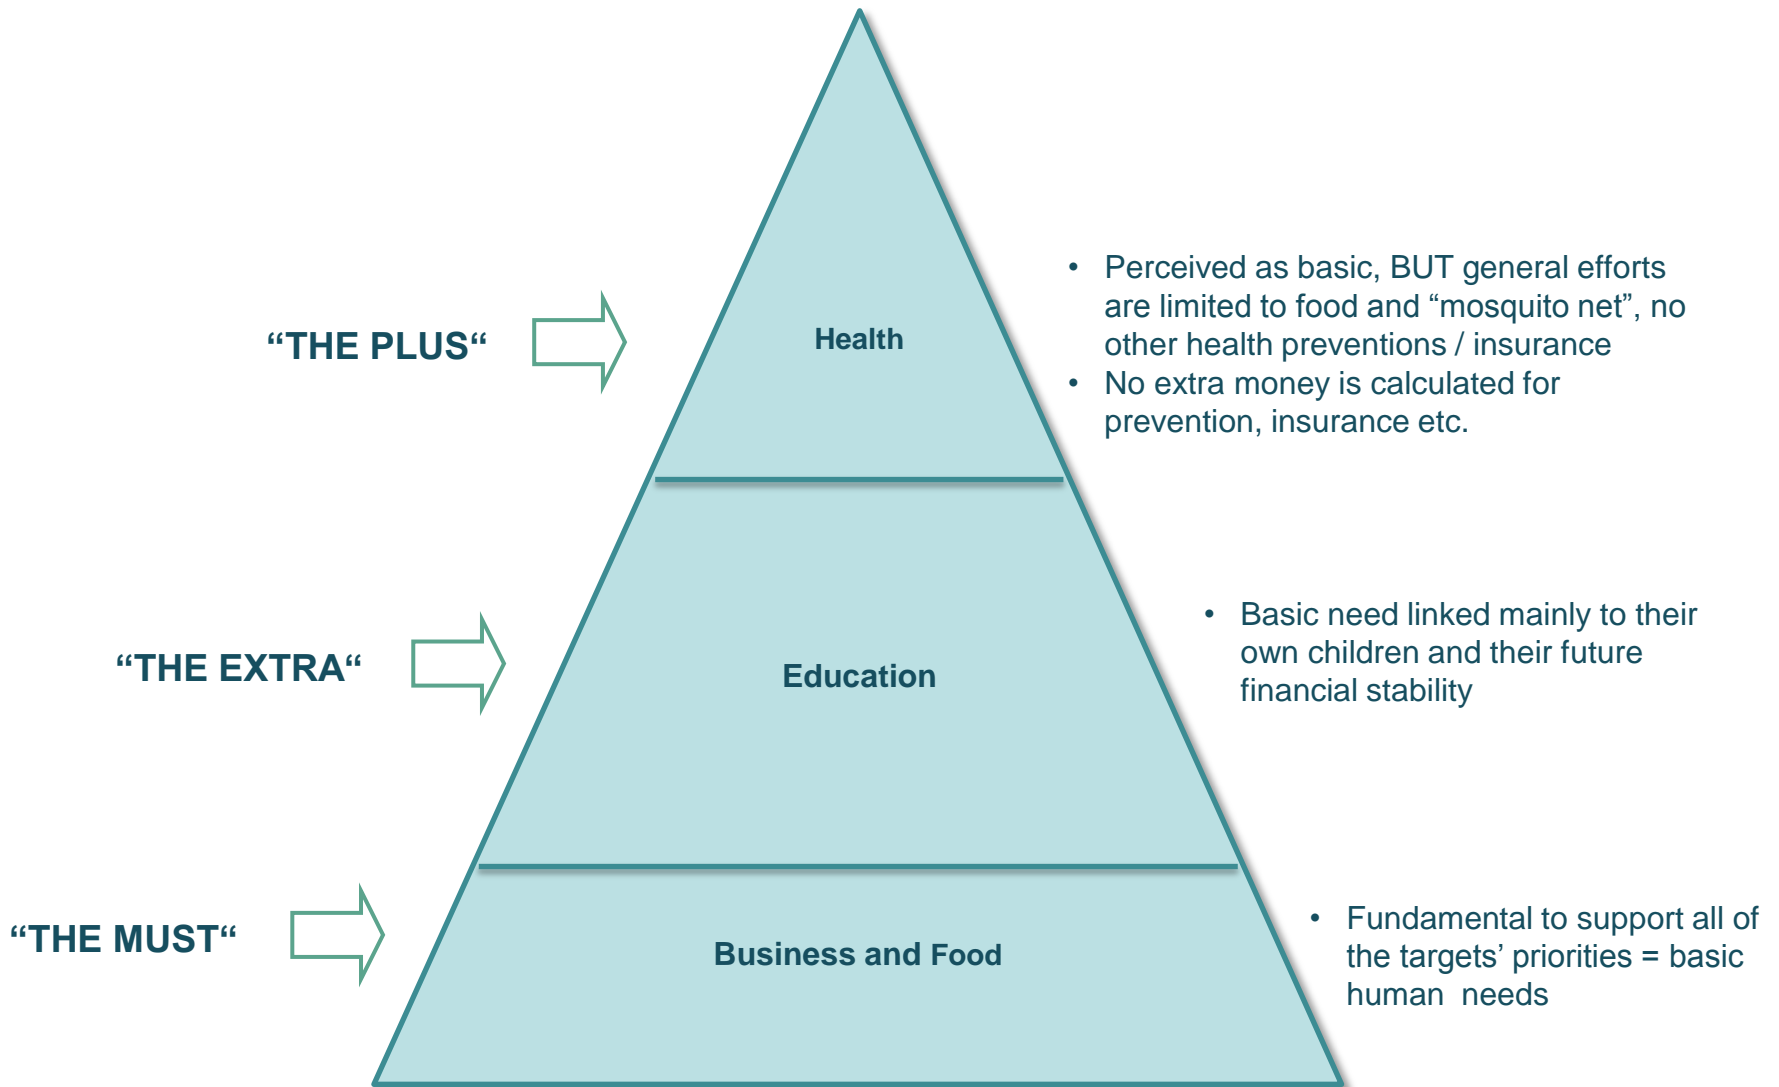 “THE PLUS“
Health
• Perceived as basic, BUT general efforts
are limited to food and “mosquito net”, no
other health preventions / insurance
• No extra money is calculated for
prevention, insurance etc.
“THE EXTRA“
Education
• Basic need linked mainly to their
own children and their future
financial stability
“THE MUST“
Business and Food
• Fundamental to support all of
the targets’ priorities = basic
human  needs